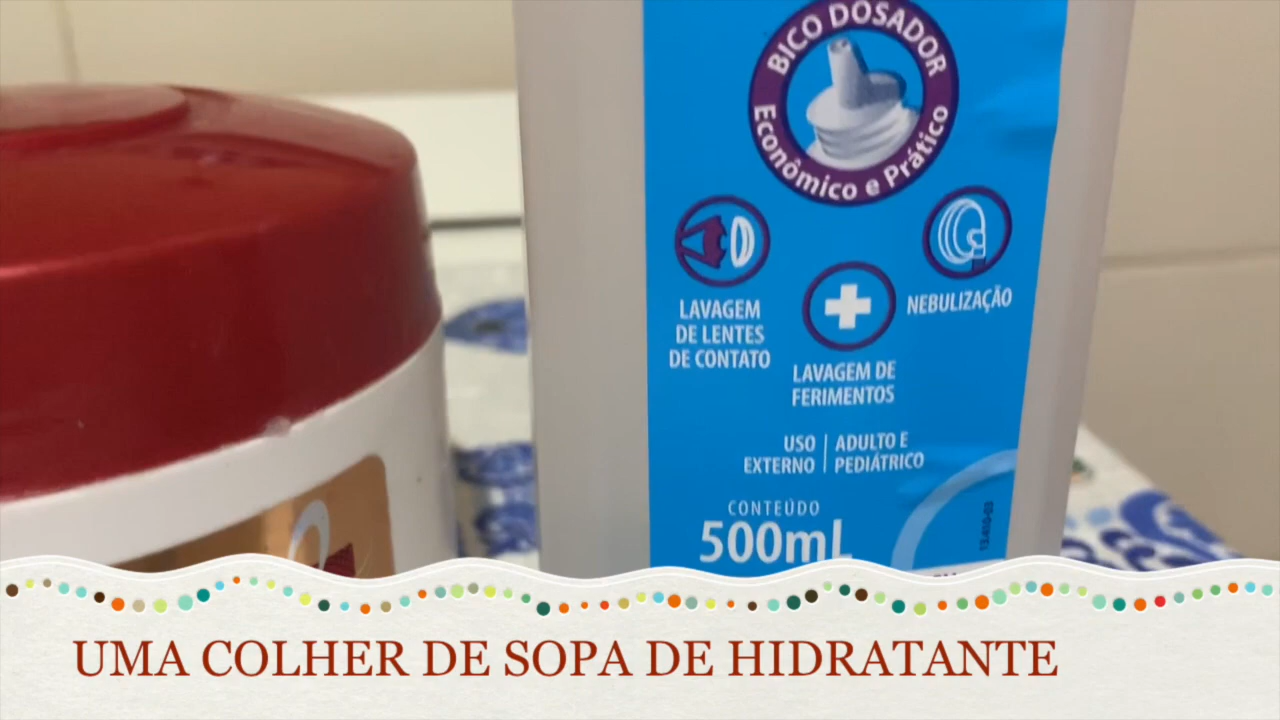 BICO DOSADOR
Econômico e Prático
LAVAGEM
DE LENTES
DE CONTATO
NEBULIZAÇÃO
LAVAGEM DE
FERIMENTOS
USO
EXTERNO
ADULTO E
PEDIÁTRICO
CONTEÚDO
500mL
UMA COLHER DE SOPA DE HIDRATANTE